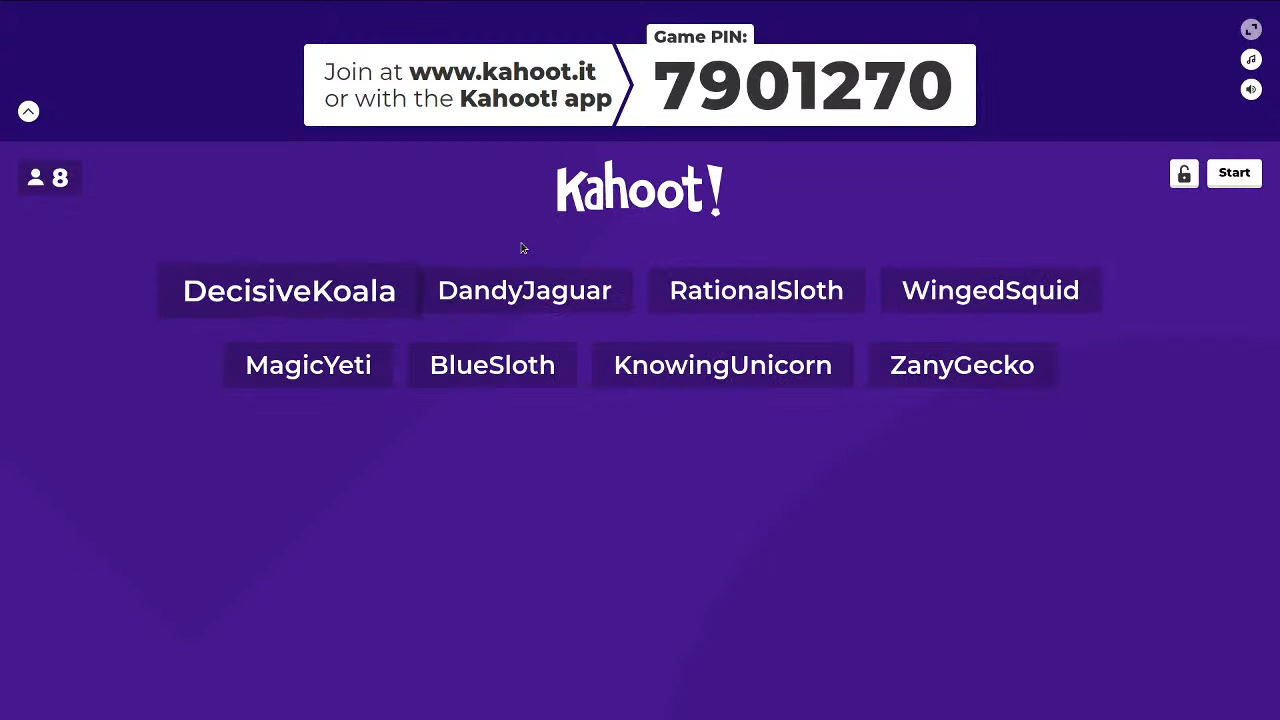 Game PIN:
Join at www.kahoot.it
or with the Kahoot! app
7901270
8
Kahoot!
Start
DecisiveKoala DandyJaguar RationalSloth WingedSquid
MagicYeti BlueSloth KnowingUnicorn ZanyGecko